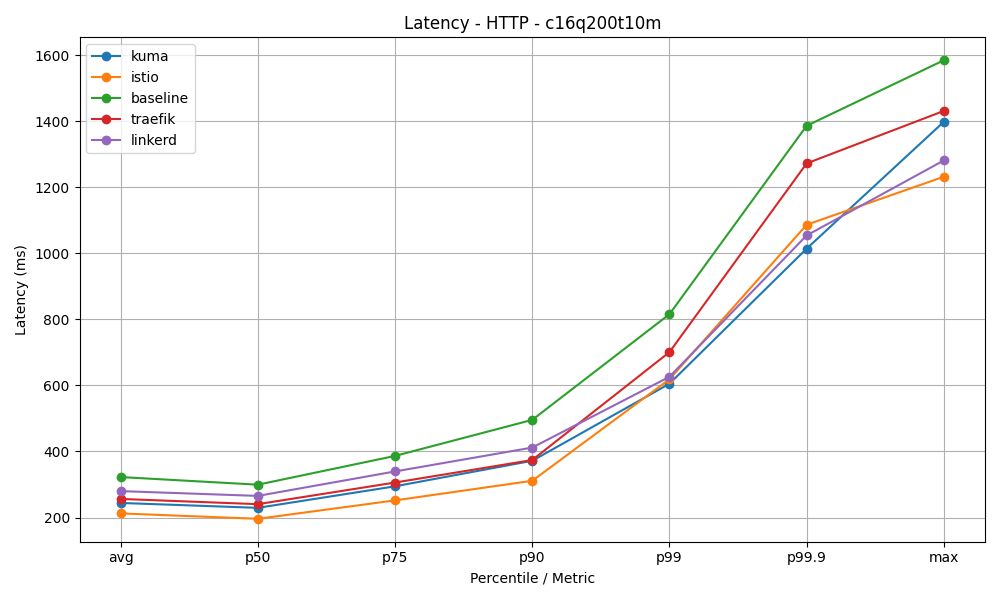 Latency - HTTP - c16q200t10m
kuma
istio
baseline
traefik
linkerd
Latency (ms)
1600
1400
1200
1000
800
600
400
200
avg p50 p75 p90 p99 p99.9 max
Percentile / Metric